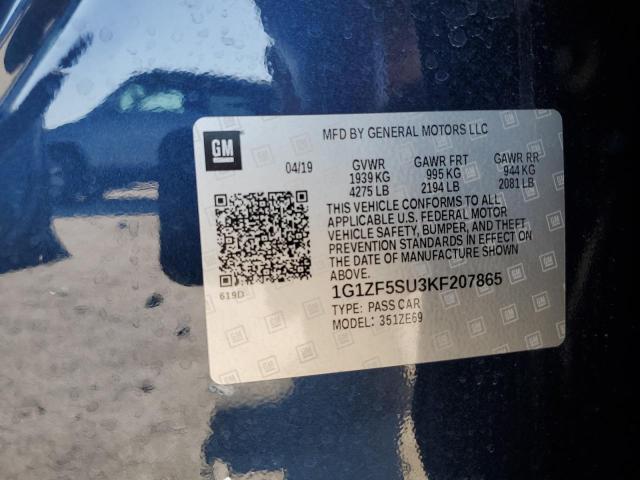 GM
MFD BY GENERAL MOTORS LLC
04/19
GVWR GAWR FRT GAWR RR
1939 KG 995 KG 944 KG
4275 LB 2194 LB 2081 LB
THIS VEHICLE CONFORMS TO ALL
APPLICABLE U.S. FEDERAL MOTOR
VEHICLE SAFETY, BUMPER, AND THEFT
PREVENTION STANDARDS IN EFFECT ON
THE DATE OF MANUFACTURE SHOWN
ABOVE.
619D
1G1ZF5SU3KF207865
TYPE: PASS CAR
MODEL: 351ZE69